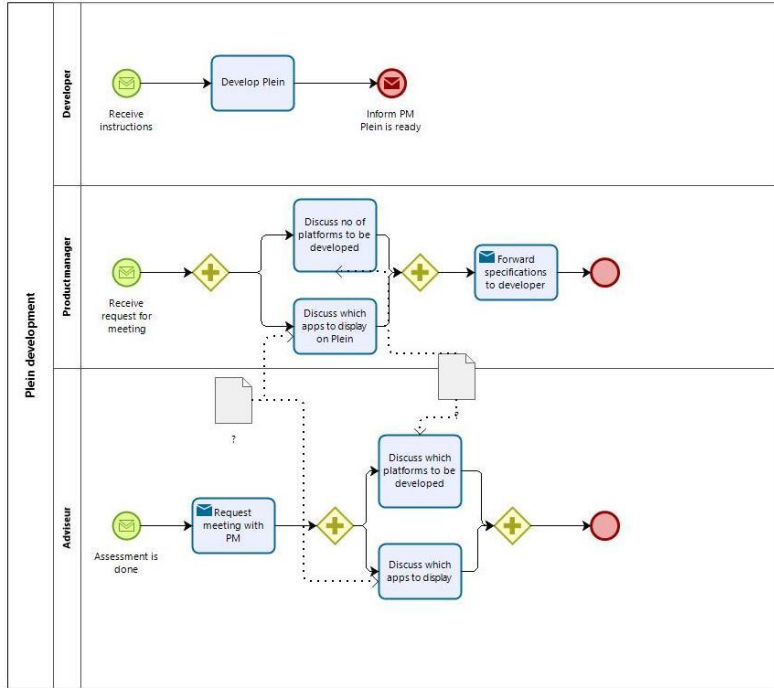 Plein development
Developer
Receive
instructions
Develop Plein
Inform PM
Plein is ready
Productmanager
Receive
request for
meeting
Discuss no of
platforms to be
developed
Discuss which
apps to display
on Plein
Forward
specifications
to developer
?
?
Adviseur
Assessment is
done
Request
meeting with
PM
Discuss which
platforms to be
developed
Discuss which
apps to display